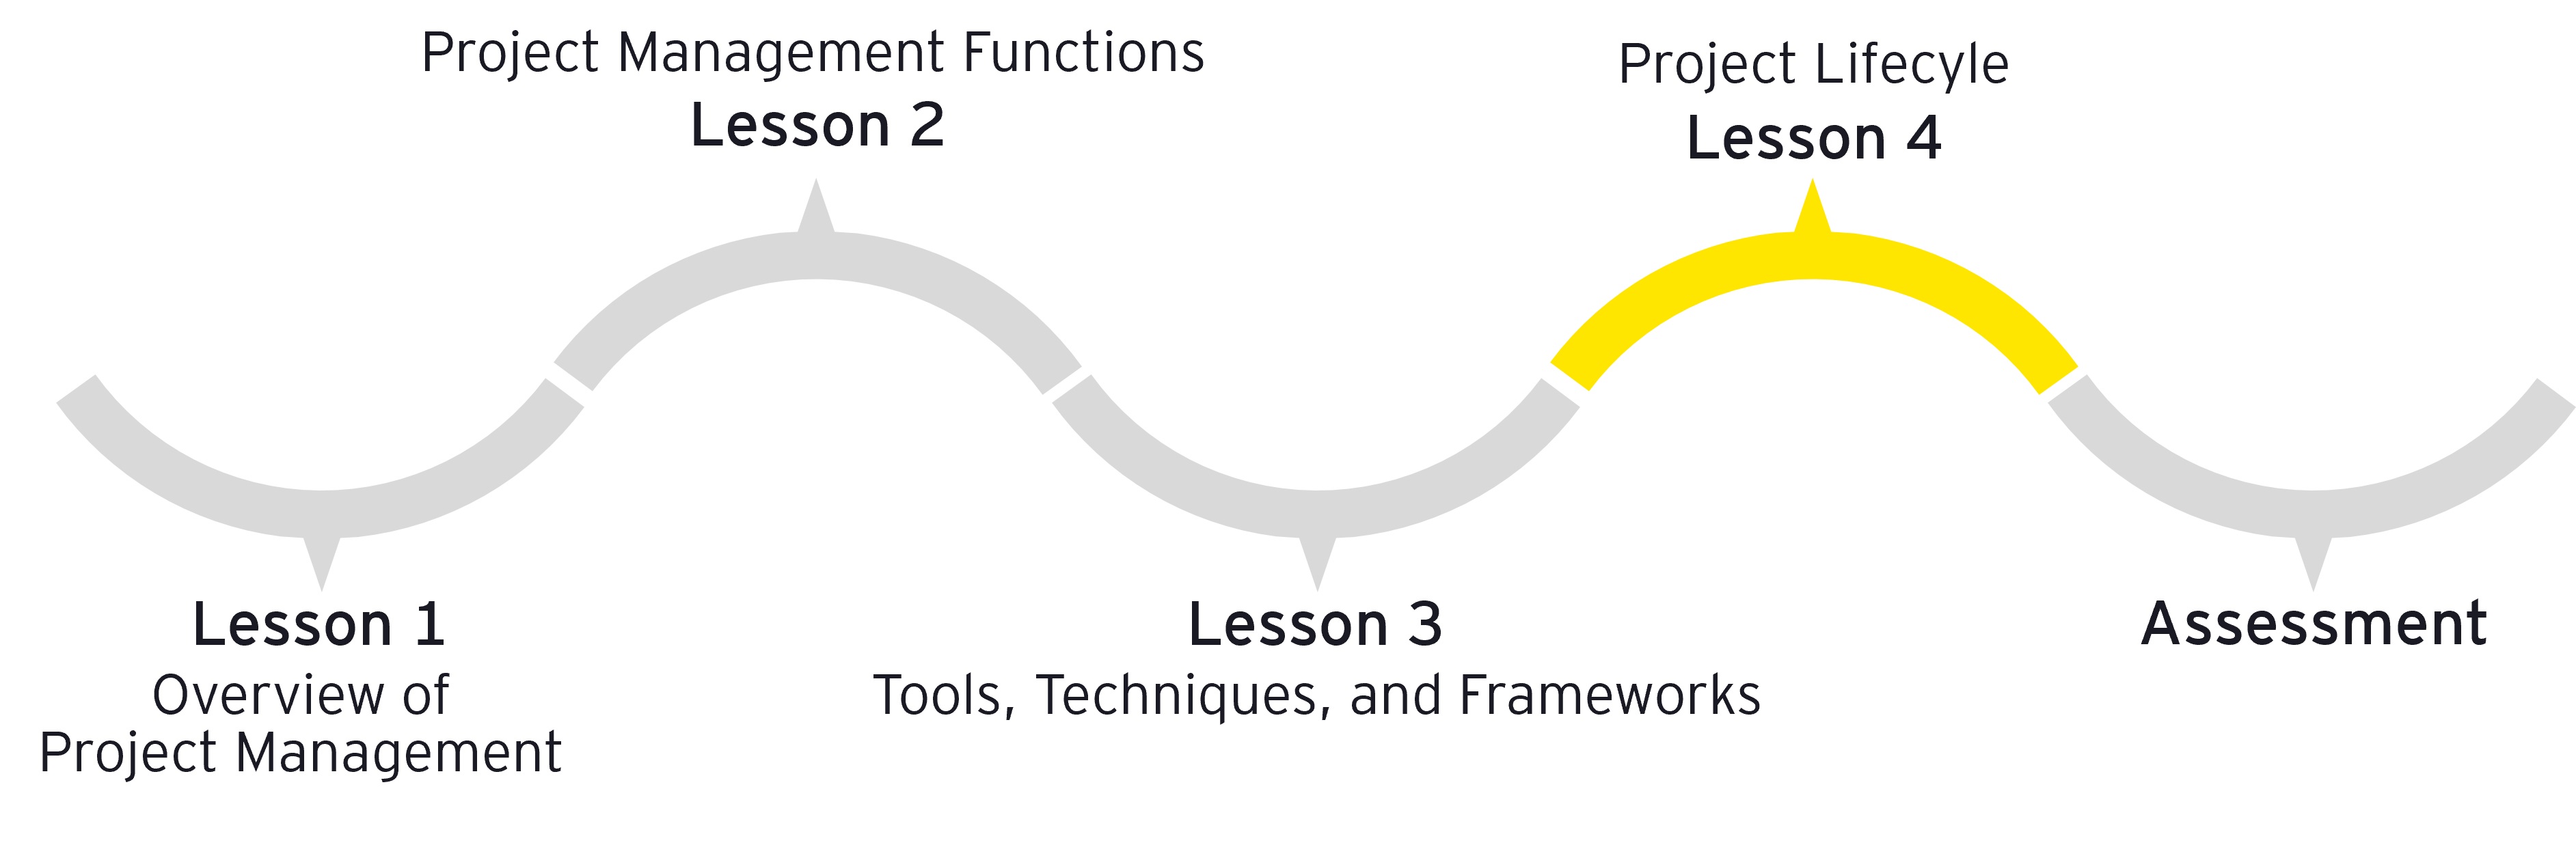 Project Management Functions
Lesson 2
Project Lifecyle
Lesson 4
Lesson 1
Overview of
Project Management
Lesson 3
Tools, Techniques, and Frameworks
Assessment